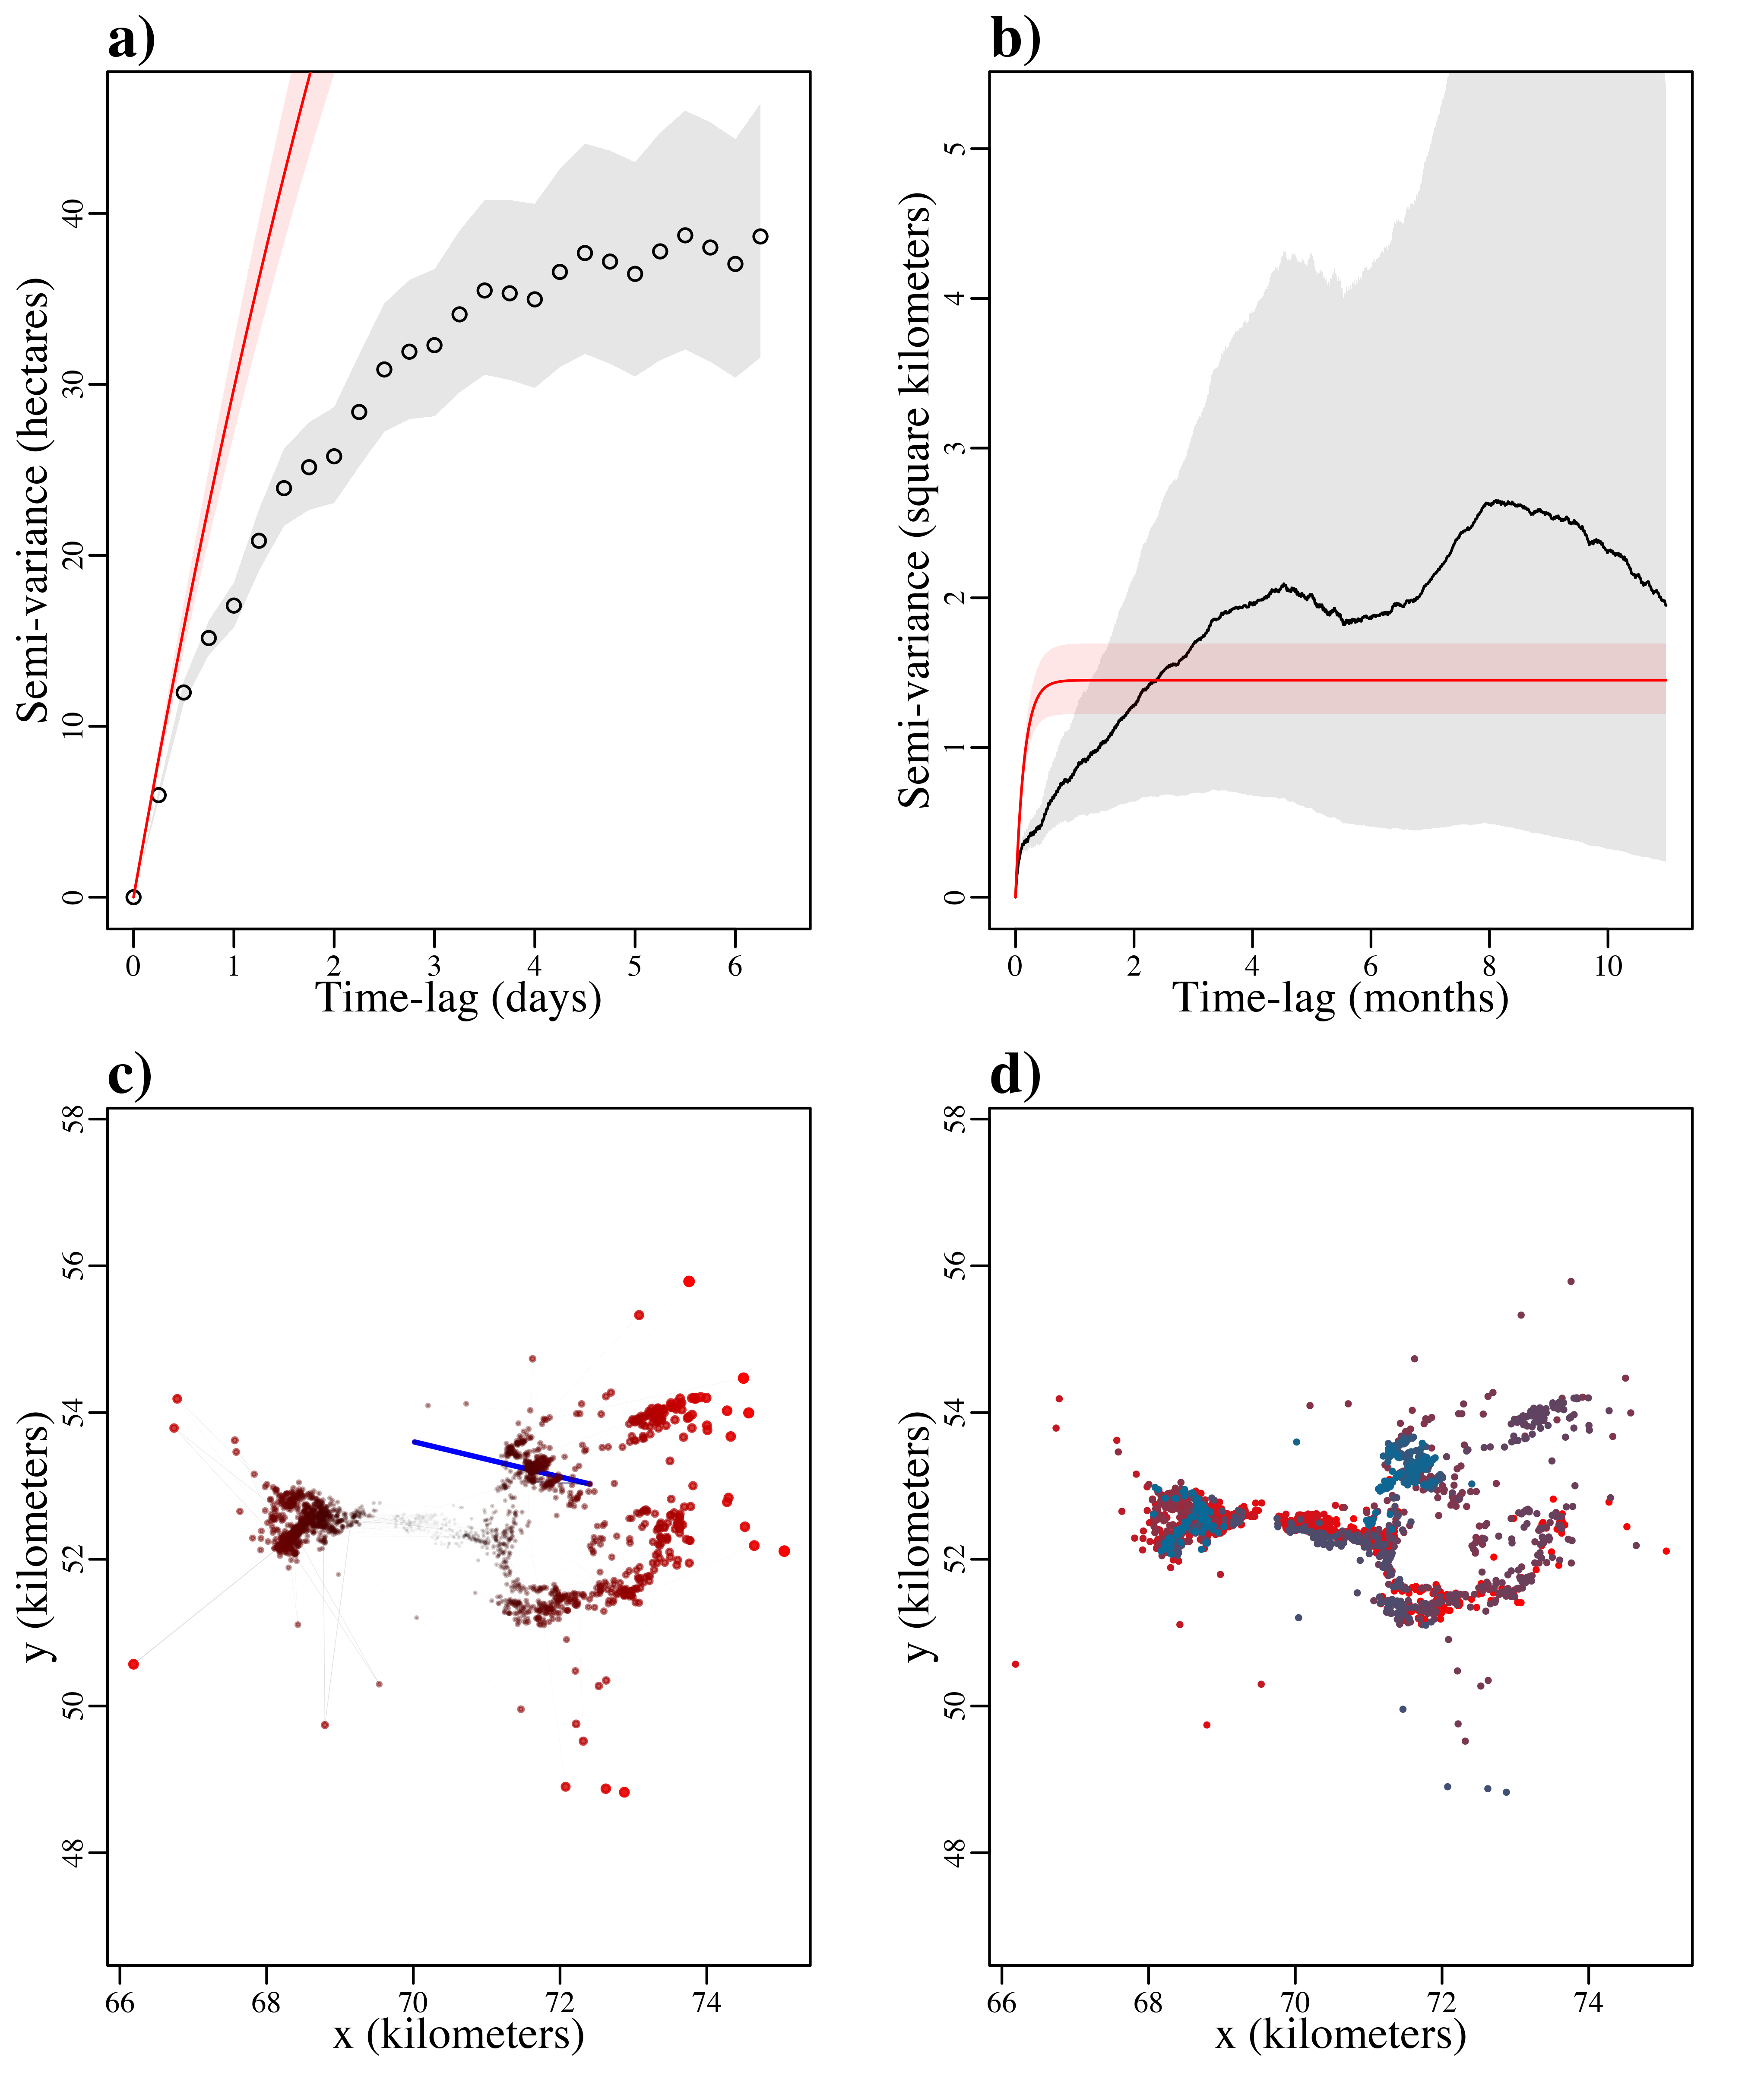 a)
Semi-variance (hectares)
0 10 20 30 40
0 1 2 3 4 5 6
Time-lag (days)
b)
Semi-variance (square kilometers)
0 1 2 3 4 5
0 2 4 6 8 10
Time-lag (months)
c)
y (kilometers)
48 50 52 54 56 58
66 68 70 72 74
x (kilometers)
d)
y (kilometers)
48 50 52 54 56 58
66 68 70 72 74
x (kilometers)